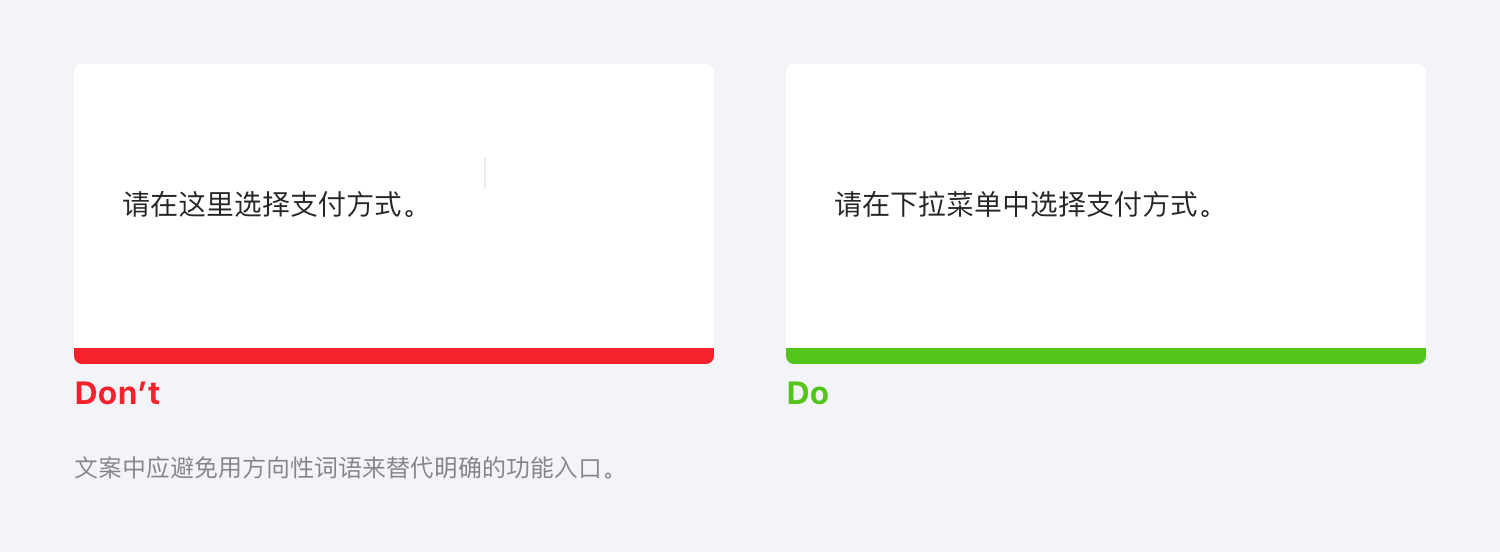 请在这里选择支付方式。
请在下拉菜单中选择支付方式。
Don’t
Do
文案中应避免用方向性词语来替代明确的功能入口。